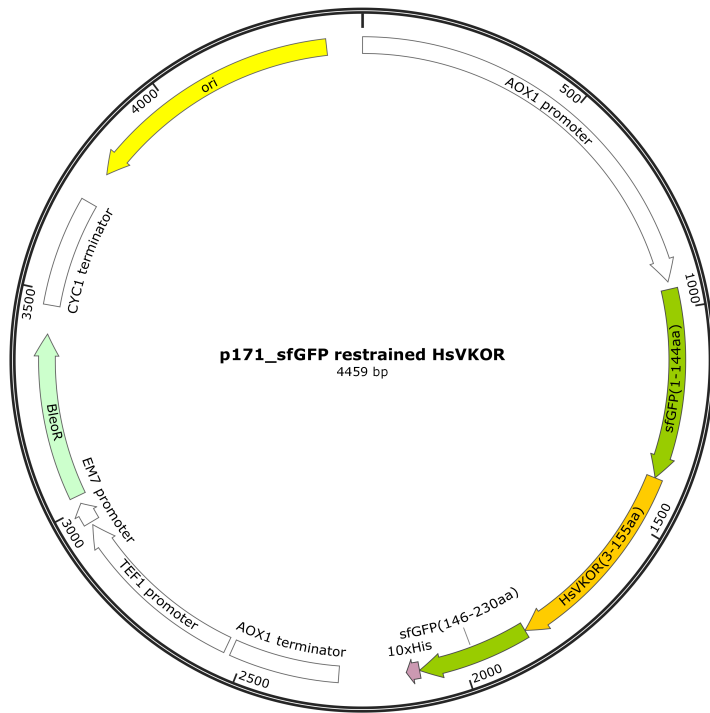 p171_sfGFP restrained HsVKOR
4459 bp
AOX1 promoter
500
1000
sfGFP(1-144aa)
HsVKOR(3-155aa)
1500
sfGFP(146-230aa)
10xHis
2000
AOX1 terminator
2500
TEF1 promoter
EM7 promoter
3000
BleoR
3500
CYC1 terminator
4000
ori